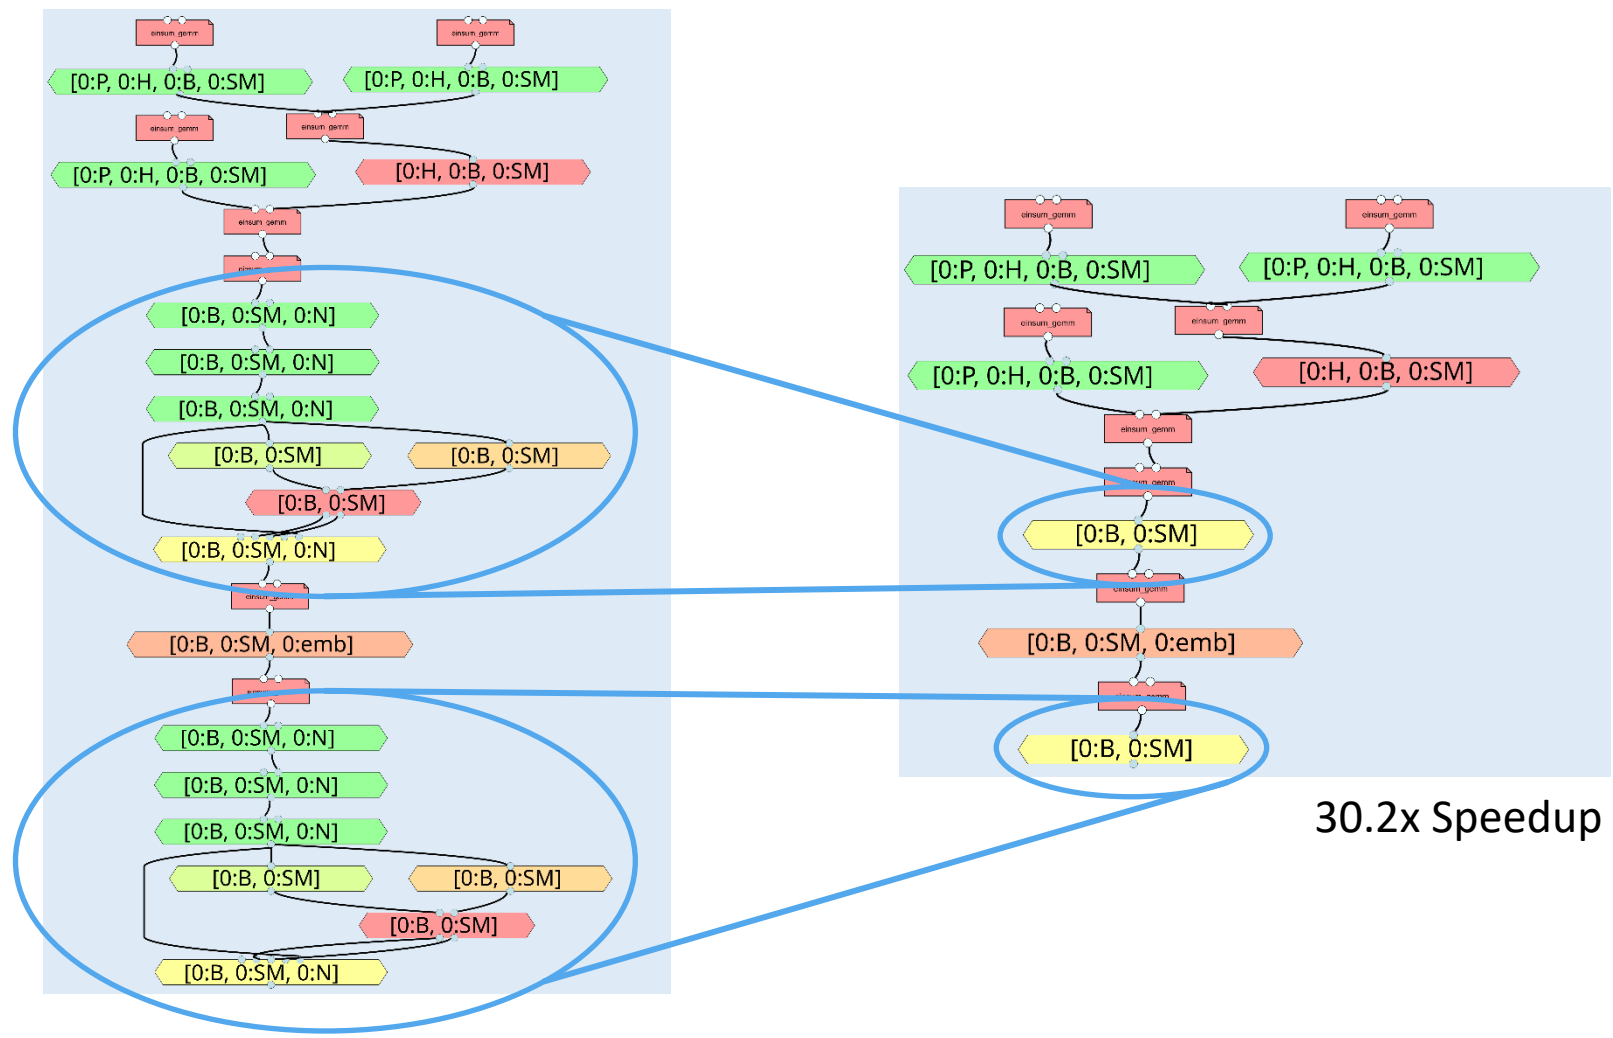 einsum_gemm
einsum_gemm
[0:P, 0:H, 0:B, 0:SM]
[0:P, 0:H, 0:B, 0:SM]
einsum_gemm
einsum_gemm
[0:P, 0:H, 0:B, 0:SM]
[0:H, 0:B, 0:SM]
einsum_gemm
[0:B, 0:SM, 0:N]
[0:B, 0:SM, 0:N]
[0:B, 0:SM, 0:N]
[0:B, 0:SM]
[0:B, 0:SM]
[0:B, 0:SM]
[0:B, 0:SM, 0:N]
einsum_gemm
[0:B, 0:SM, 0:emb]
[0:B, 0:SM, 0:N]
[0:B, 0:SM, 0:N]
[0:B, 0:SM, 0:N]
[0:B, 0:SM]
[0:B, 0:SM]
[0:B, 0:SM]
[0:B, 0:SM, 0:N]
einsum_gemm
einsum_gemm
[0:P, 0:H, 0:B, 0:SM]
[0:P, 0:H, 0:B, 0:SM]
einsum_gemm
einsum_gemm
[0:P, 0:H, 0:B, 0:SM]
[0:H, 0:B, 0:SM]
einsum_gemm
einsum_gemm
[0:B, 0:SM]
einsum_gemm
[0:B, 0:SM, 0:emb]
einsum_gemm
[0:B, 0:SM]
30.2x Speedup